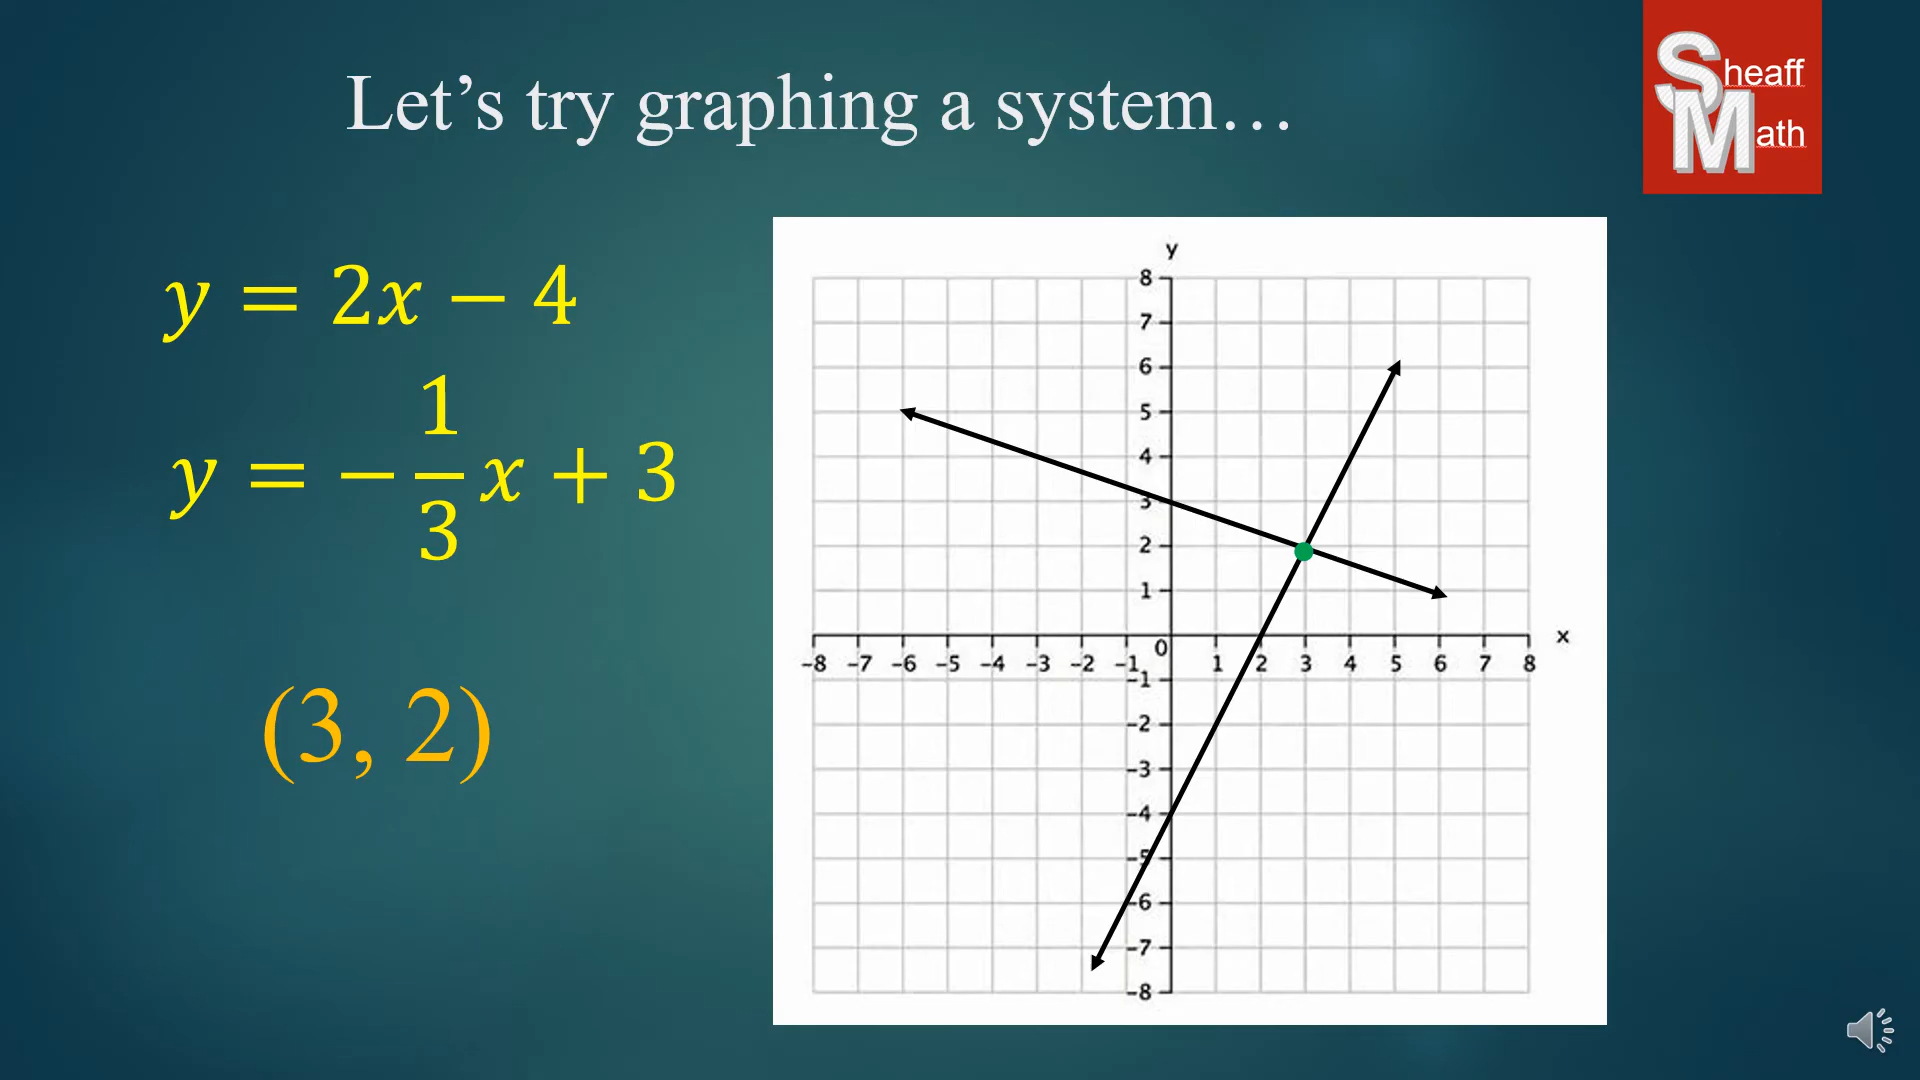 Let's try graphing a system…
Sheaff
Math
y = 2x − 4
y = −1/3 x + 3
(3, 2)
y
8
7
6
5
4
3
2
1
0
-8 -7 -6 -5 -4 -3 -2 -1 1 2 3 4 5 6 7 8
x
-1
-2
-3
-4
-5
-6
-7
-8